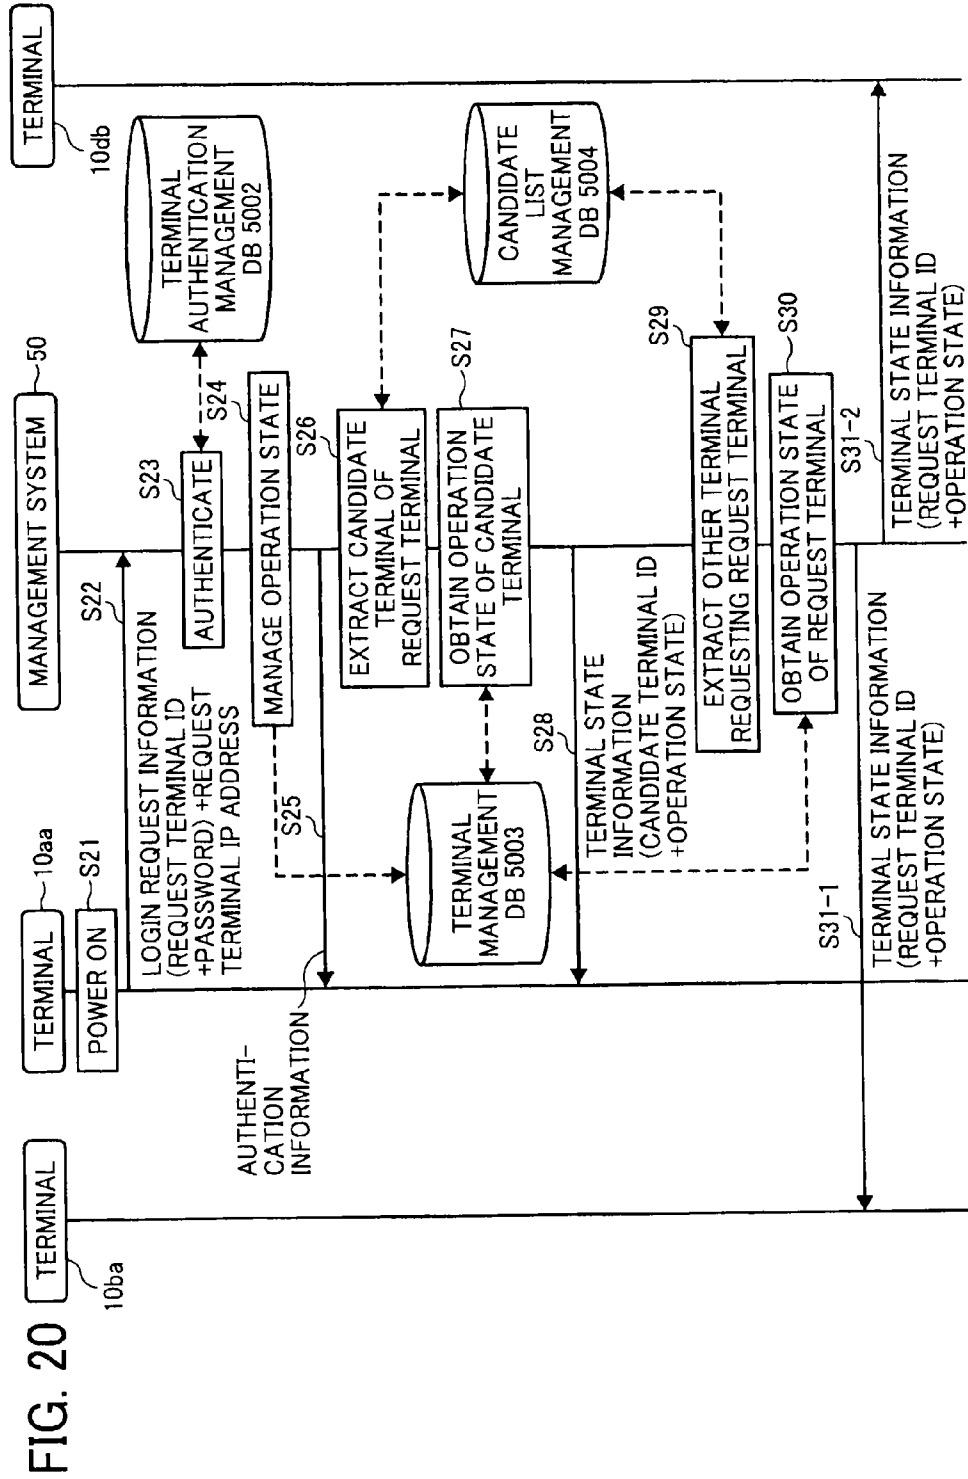 FIG. 20
TERMINAL
10ba
TERMINAL
10aa
MANAGEMENT SYSTEM
50
TERMINAL
10db
POWER ON
S21
S22
LOGIN REQUEST INFORMATION
(REQUEST TERMINAL ID
+PASSWORD) +REQUEST
TERMINAL IP ADDRESS
S23
AUTHENTICATE
TERMINAL
AUTHENTICATION
MANAGEMENT
DB 5002
S24
MANAGE OPERATION STATE
S25
AUTHENTI-
CATION
INFORMATION
S26
EXTRACT CANDIDATE
TERMINAL OF
REQUEST TERMINAL
S27
OBTAIN OPERATION
STATE OF CANDIDATE
TERMINAL
TERMINAL
MANAGEMENT
DB 5003
CANDIDATE
LIST
MANAGEMENT
DB 5004
S28
TERMINAL STATE
INFORMATION
(CANDIDATE TERMINAL ID
+OPERATION STATE)
S29
EXTRACT OTHER TERMINAL
REQUESTING REQUEST TERMINAL
S30
OBTAIN OPERATION STATE
OF REQUEST TERMINAL
S31-1
TERMINAL STATE INFORMATION
(REQUEST TERMINAL ID
+OPERATION STATE)
S31-2
TERMINAL STATE INFORMATION
(REQUEST TERMINAL ID
+OPERATION STATE)